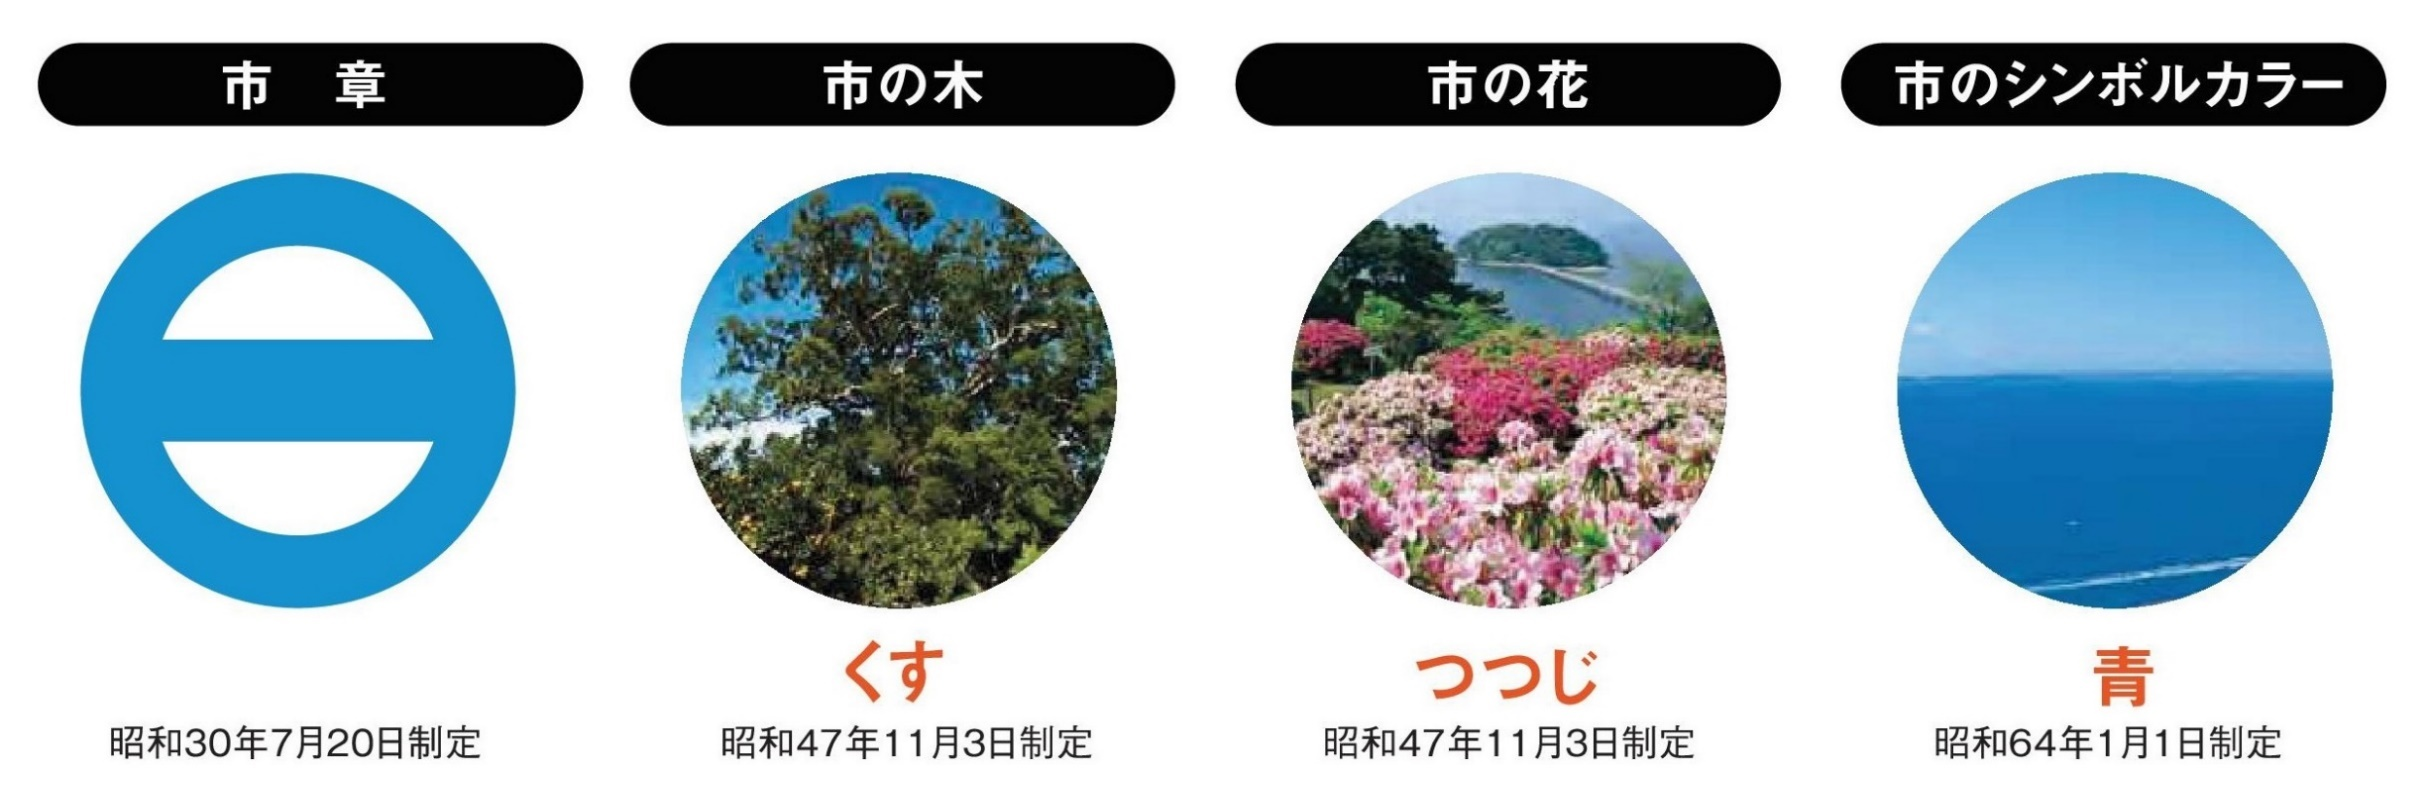 市 章
市の木
市の花
市のシンボルカラー
くす
つつじ
青
昭和30年7月20日制定
昭和47年11月3日制定
昭和47年11月3日制定
昭和64年1月1日制定